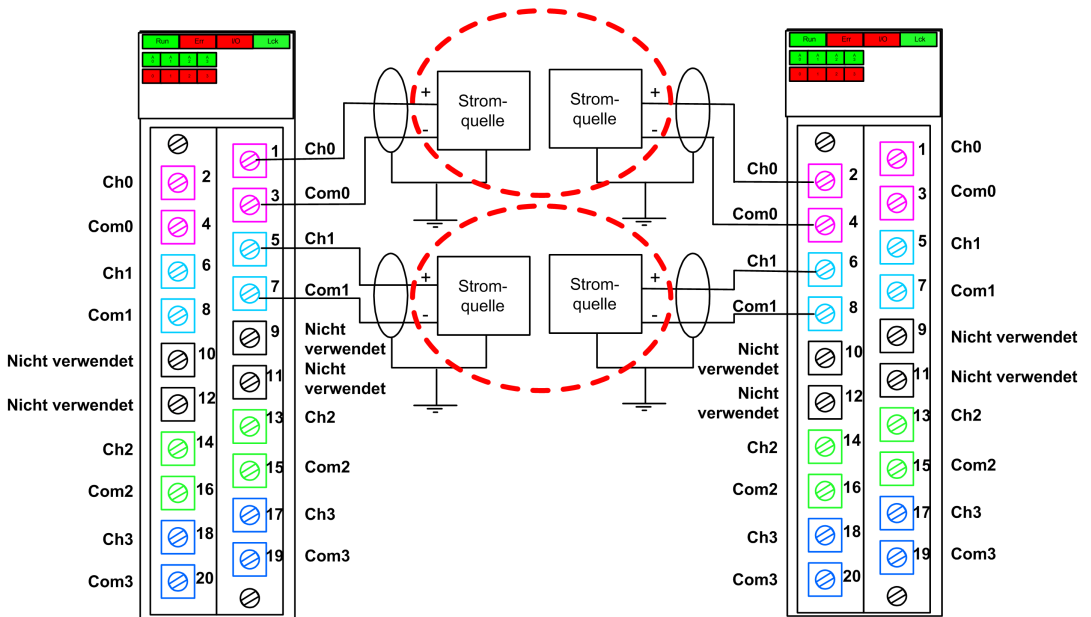 Run Err I/O Lck
Run Err I/O Lck
Strom-
quelle
Strom-
quelle
+
-
+
-
Ch0
Com0
Ch1
Com1
Nicht verwendet
Nicht verwendet
Ch2
Com2
Ch3
Com3
2
4
6
8
10
12
14
16
18
20
1
3
5
7
9
11
13
15
17
19
Ch0
Com0
Ch1
Com1
Nicht
verwendet
Nicht
verwendet
Ch2
Com2
Ch3
Com3
Strom-
quelle
Strom-
quelle
+
-
+
-
Ch0
Com0
Ch1
Com1
Nicht
verwendet
Nicht
verwendet
Ch2
Com2
Ch3
Com3
2
4
6
8
10
12
14
16
18
20
1
3
5
7
9
11
13
15
17
19
Ch0
Com0
Ch1
Com1
Nicht verwendet
Nicht verwendet
Ch2
Com2
Ch3
Com3